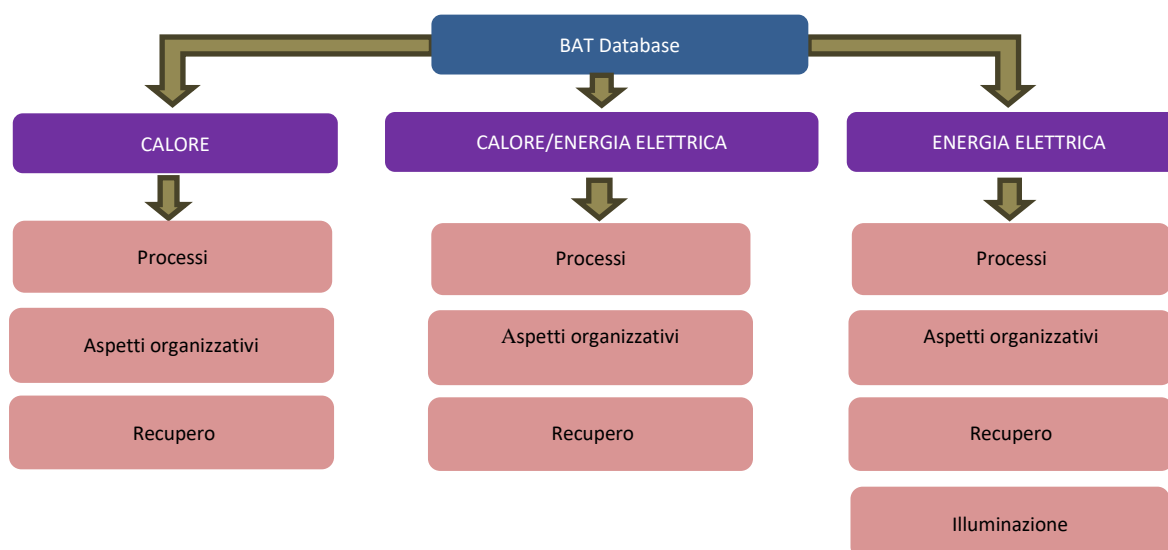 BAT Database
CALORE
CALORE/ENERGIA ELETTRICA
ENERGIA ELETTRICA
Processi
Processi
Processi
Aspetti organizzativi
Aspetti organizzativi
Aspetti organizzativi
Recupero
Recupero
Recupero
Illuminazione